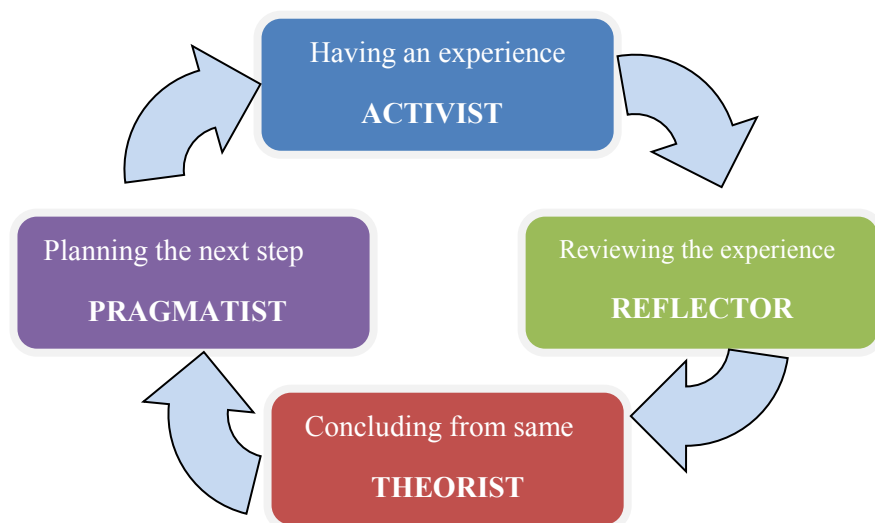 Having an experience
ACTIVIST
Reviewing the experience
REFLECTOR
Concluding from same
THEORIST
Planning the next step
PRAGMATIST